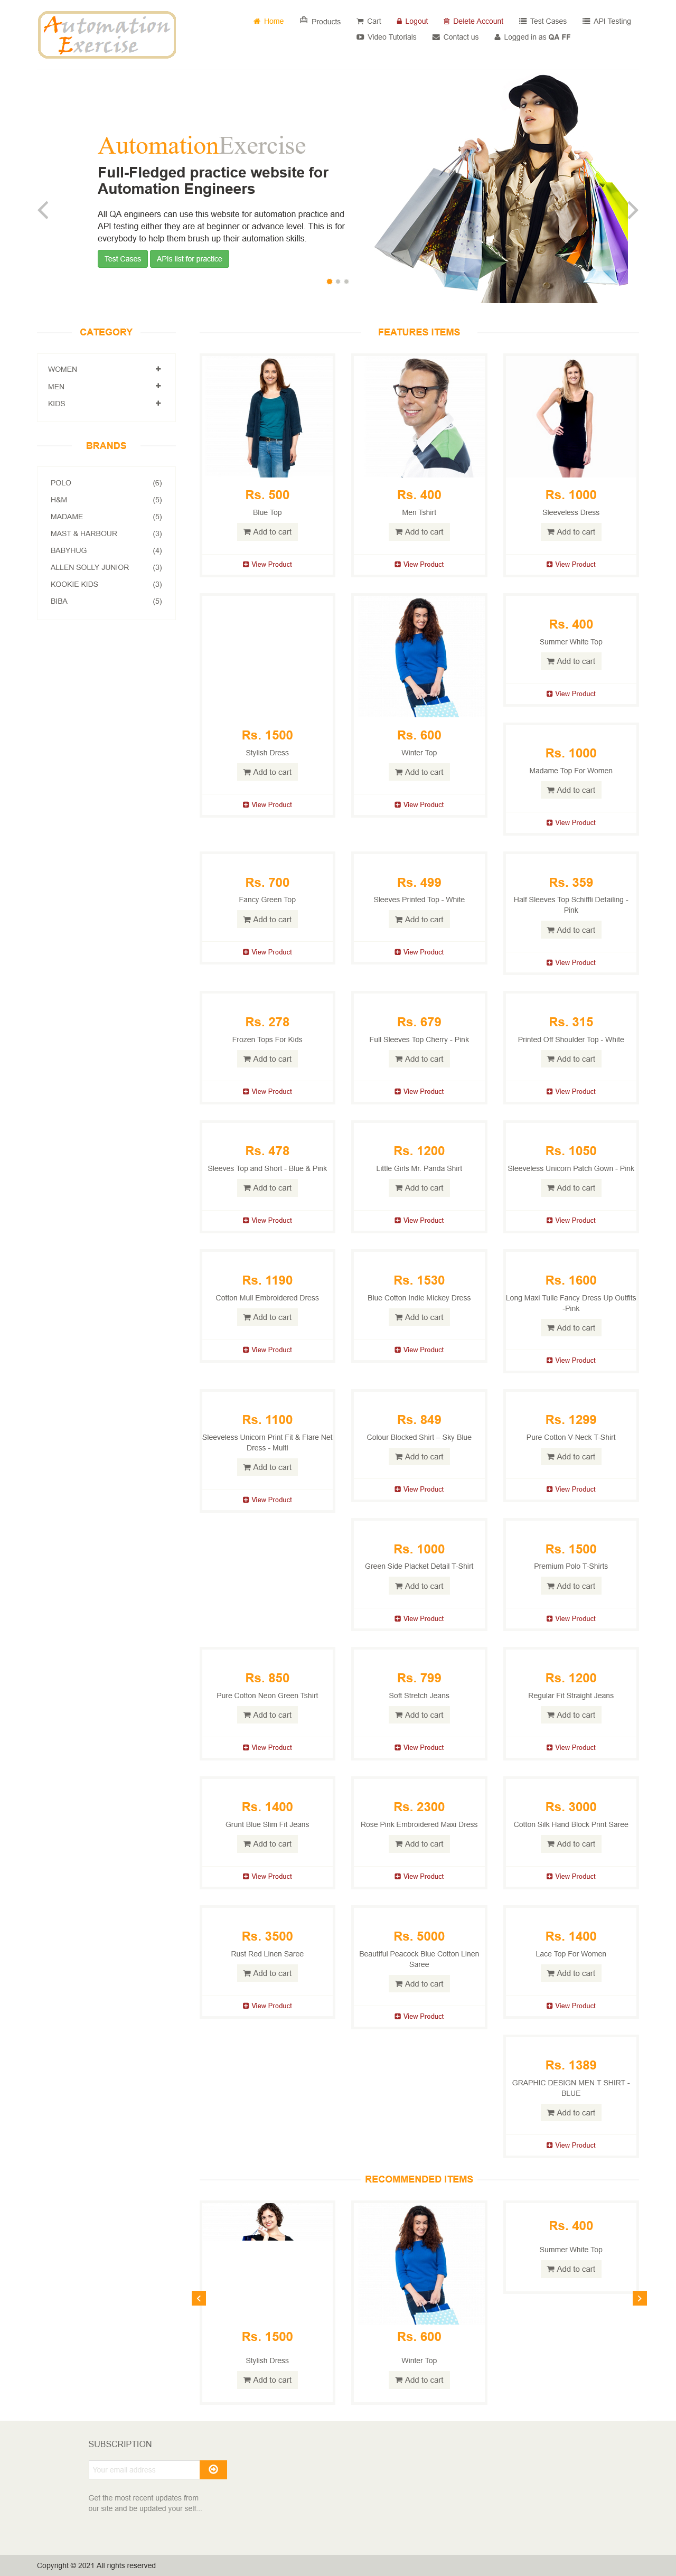 Automation
Exercise
Home
Products
Cart
Logout
Delete Account
Test Cases
API Testing
Video Tutorials
Contact us
Logged in as QA FF
AutomationExercise
Full-Fledged practice website for
Automation Engineers
All QA engineers can use this website for automation practice and
API testing either they are at beginner or advance level. This is for
everybody to help them brush up their automation skills.
Test Cases
APIs list for practice
CATEGORY
WOMEN
MEN
KIDS
BRANDS
POLO (6)
H&M (5)
MADAME (5)
MAST & HARBOUR (3)
BABYHUG (4)
ALLEN SOLLY JUNIOR (3)
KOOKIE KIDS (3)
BIBA (5)
FEATURES ITEMS
Rs. 500
Blue Top
Add to cart
View Product
Rs. 400
Men Tshirt
Add to cart
View Product
Rs. 1000
Sleeveless Dress
Add to cart
View Product
Rs. 1500
Stylish Dress
Add to cart
View Product
Rs. 600
Winter Top
Add to cart
View Product
Rs. 400
Summer White Top
Add to cart
View Product
Rs. 1000
Madame Top For Women
Add to cart
View Product
Rs. 700
Fancy Green Top
Add to cart
View Product
Rs. 499
Sleeves Printed Top - White
Add to cart
View Product
Rs. 359
Half Sleeves Top Schiffli Detailing -
Pink
Add to cart
View Product
Rs. 278
Frozen Tops For Kids
Add to cart
View Product
Rs. 679
Full Sleeves Top Cherry - Pink
Add to cart
View Product
Rs. 315
Printed Off Shoulder Top - White
Add to cart
View Product
Rs. 478
Sleeves Top and Short - Blue & Pink
Add to cart
View Product
Rs. 1200
Little Girls Mr. Panda Shirt
Add to cart
View Product
Rs. 1050
Sleeveless Unicorn Patch Gown - Pink
Add to cart
View Product
Rs. 1190
Cotton Mull Embroidered Dress
Add to cart
View Product
Rs. 1530
Blue Cotton Indie Mickey Dress
Add to cart
View Product
Rs. 1600
Long Maxi Tulle Fancy Dress Up Outfits
-Pink
Add to cart
View Product
Rs. 1100
Sleeveless Unicorn Print Fit & Flare Net
Dress - Multi
Add to cart
View Product
Rs. 849
Colour Blocked Shirt – Sky Blue
Add to cart
View Product
Rs. 1299
Pure Cotton V-Neck T-Shirt
Add to cart
View Product
Rs. 1000
Green Side Placket Detail T-Shirt
Add to cart
View Product
Rs. 1500
Premium Polo T-Shirts
Add to cart
View Product
Rs. 850
Pure Cotton Neon Green Tshirt
Add to cart
View Product
Rs. 799
Soft Stretch Jeans
Add to cart
View Product
Rs. 1200
Regular Fit Straight Jeans
Add to cart
View Product
Rs. 1400
Grunt Blue Slim Fit Jeans
Add to cart
View Product
Rs. 2300
Rose Pink Embroidered Maxi Dress
Add to cart
View Product
Rs. 3000
Cotton Silk Hand Block Print Saree
Add to cart
View Product
Rs. 3500
Rust Red Linen Saree
Add to cart
View Product
Rs. 5000
Beautiful Peacock Blue Cotton Linen
Saree
Add to cart
View Product
Rs. 1400
Lace Top For Women
Add to cart
View Product
Rs. 1389
GRAPHIC DESIGN MEN T SHIRT -
BLUE
Add to cart
View Product
RECOMMENDED ITEMS
Rs. 1500
Stylish Dress
Add to cart
Rs. 600
Winter Top
Add to cart
Rs. 400
Summer White Top
Add to cart
SUBSCRIPTION
Your email address
Get the most recent updates from
our site and be updated your self...
Copyright © 2021 All rights reserved